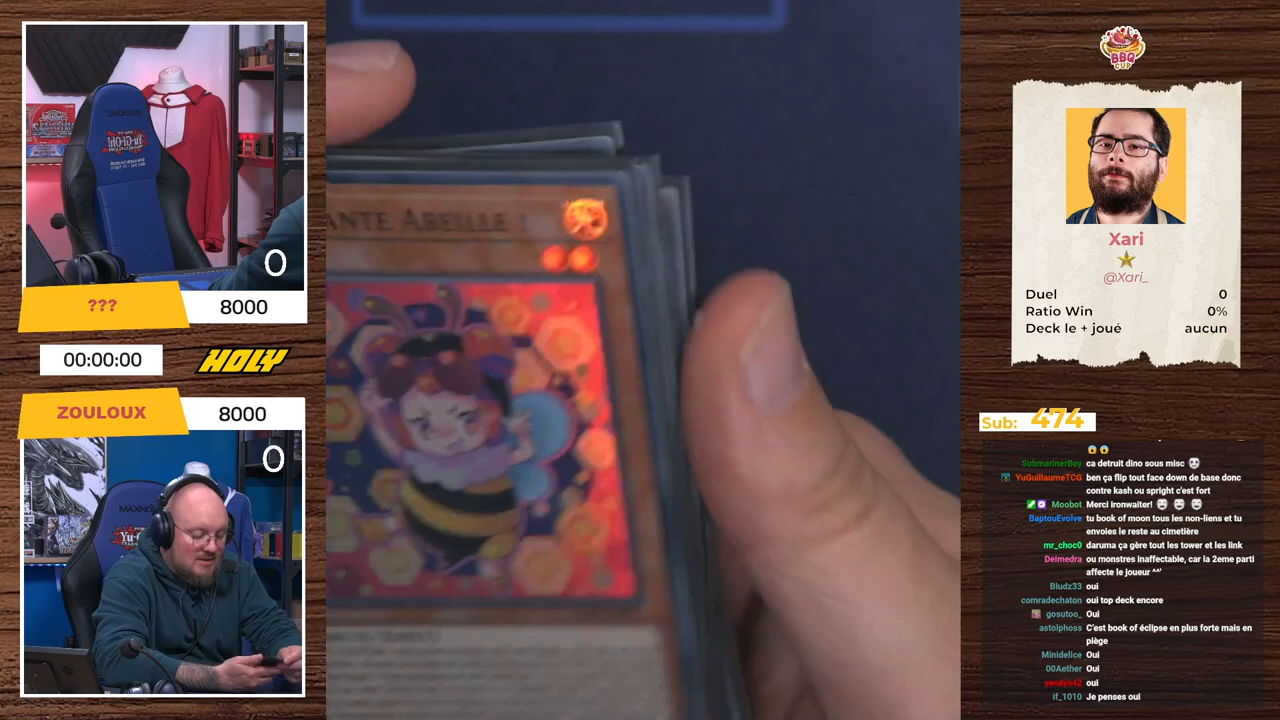 0
???
8000
00:00:00
HOLY
ZOULOUX
8000
0
MAXNOMIC
Yu-G
ANTE ABEILLE !
BBQ
CUP
Xari
@Xari_
Duel 0
Ratio Win 0%
Deck le + joué aucun
Sub: 474
SubmarinerBoy ca detruit dino sous misc
YuGuillaumeTCG ben ça flip tout face down de base donc
contre kash ou spright c'est fort
Moobot Merci ironwaiter!
BaptouEvolve tu book of moon tous les non-liens et tu
envoies le reste au cimetière
mr_choc0 daruma ça gère tout les tower et les link
Deimedra ou monstres inaffectable, car la 2eme parti
affecte le joueur ^^'
Bludz33 oui
comradechaton oui top deck encore
gosutoo_ Oui
astolphoss C'est book of éclipse en plus forte mais en
piège
Minidelice Oui
00Aether Oui
yendys42 oui
if_1010 Je penses oui